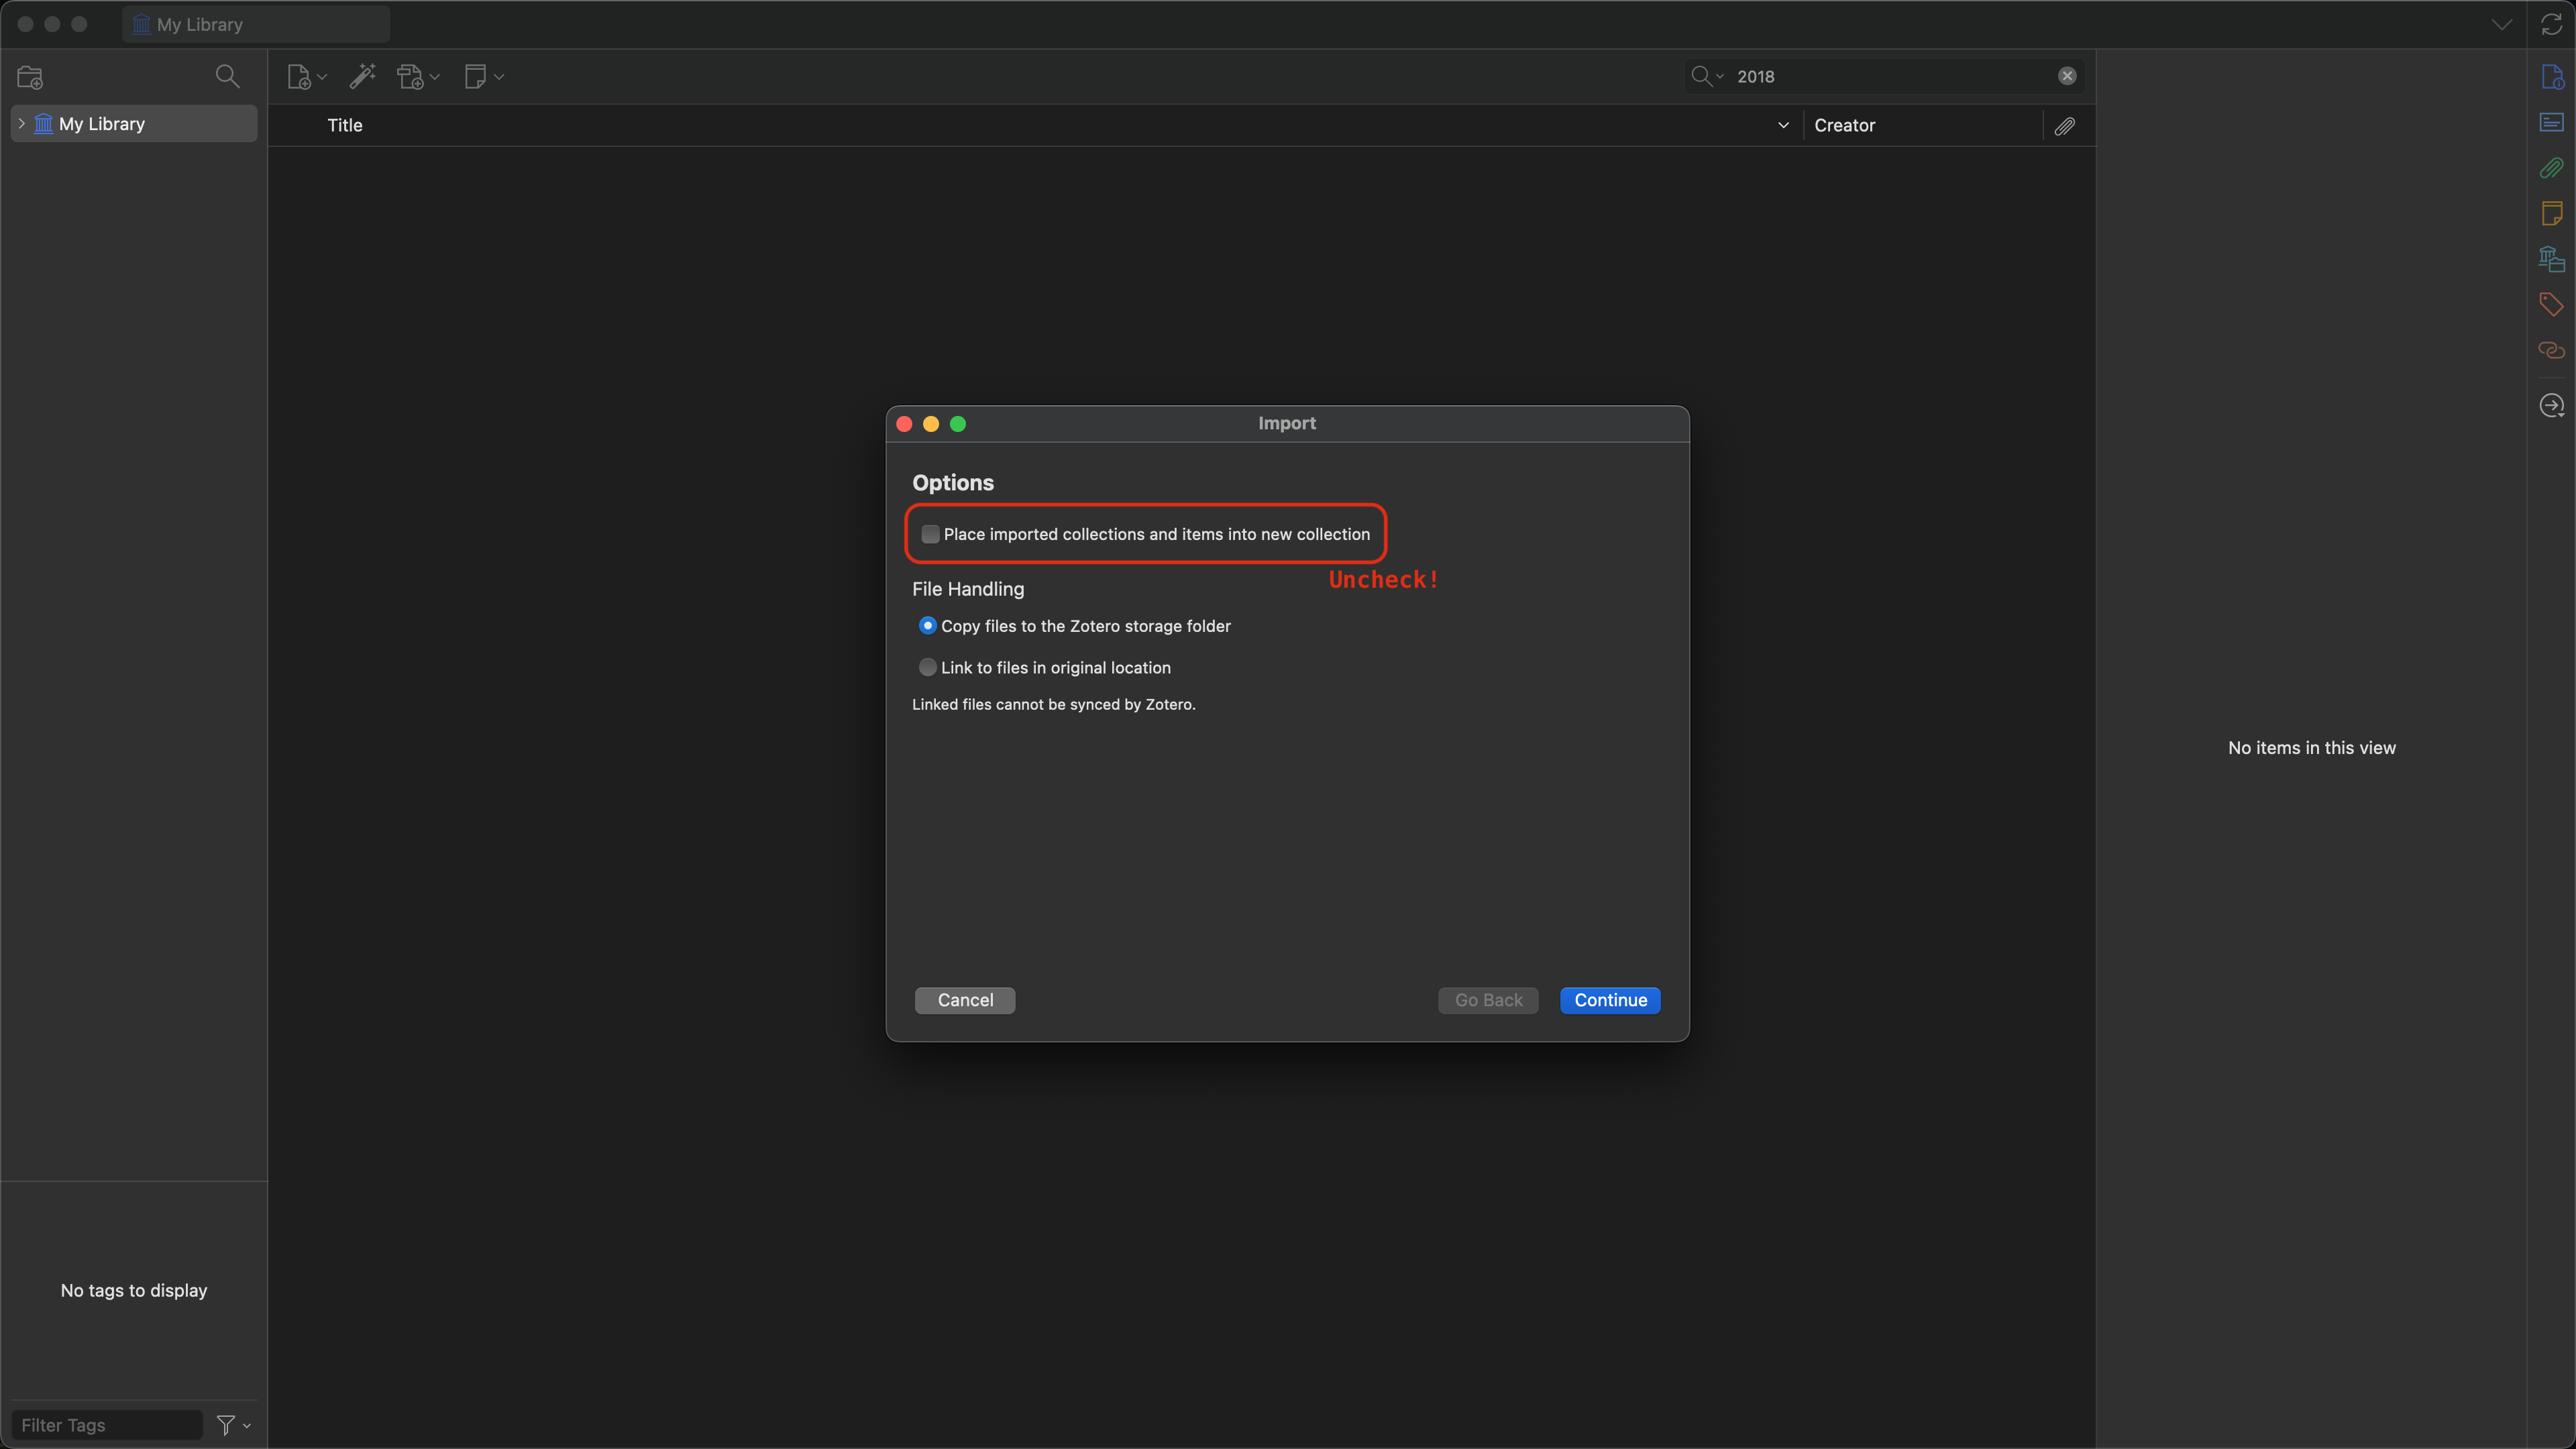 My Library
2018
My Library
Title
Creator
Import
Options
Place imported collections and items into new collection
Uncheck!
File Handling
Copy files to the Zotero storage folder
Link to files in original location
Linked files cannot be synced by Zotero.
No items in this view
Cancel
Go Back
Continue
No tags to display
Filter Tags